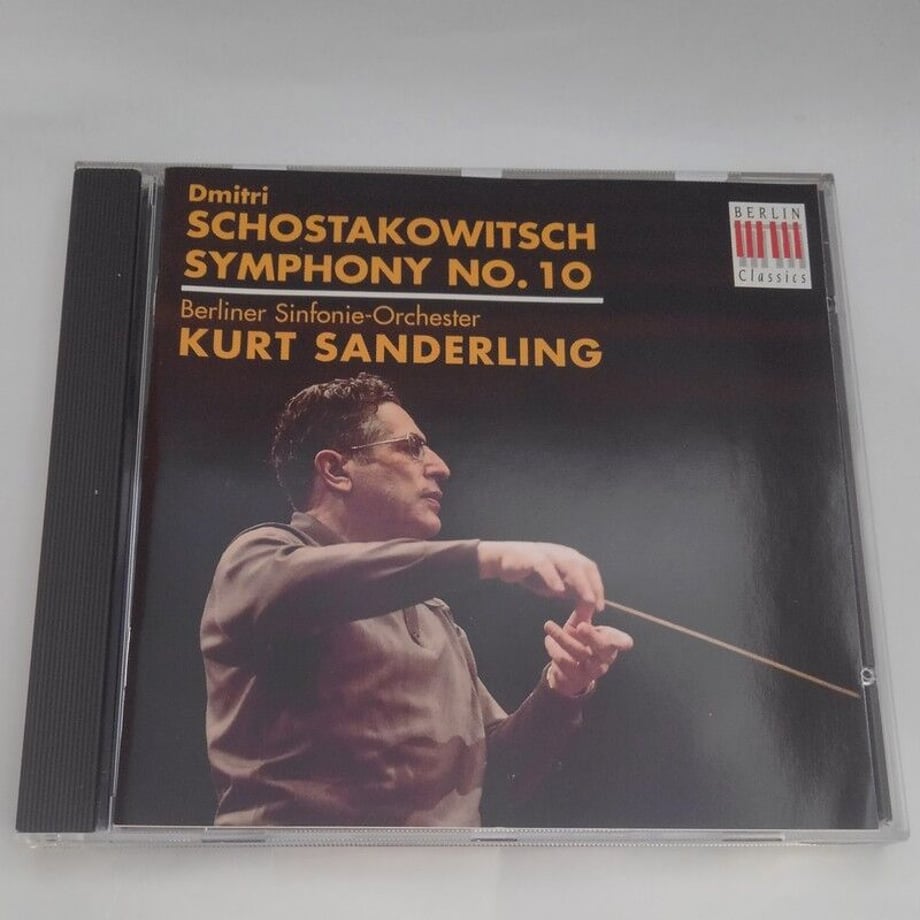 Dmitri
SCHOSTAKOWITSCH
SYMPHONY NO. 10
Berliner Sinfonie-Orchester
KURT SANDERLING
BERLIN
Classics